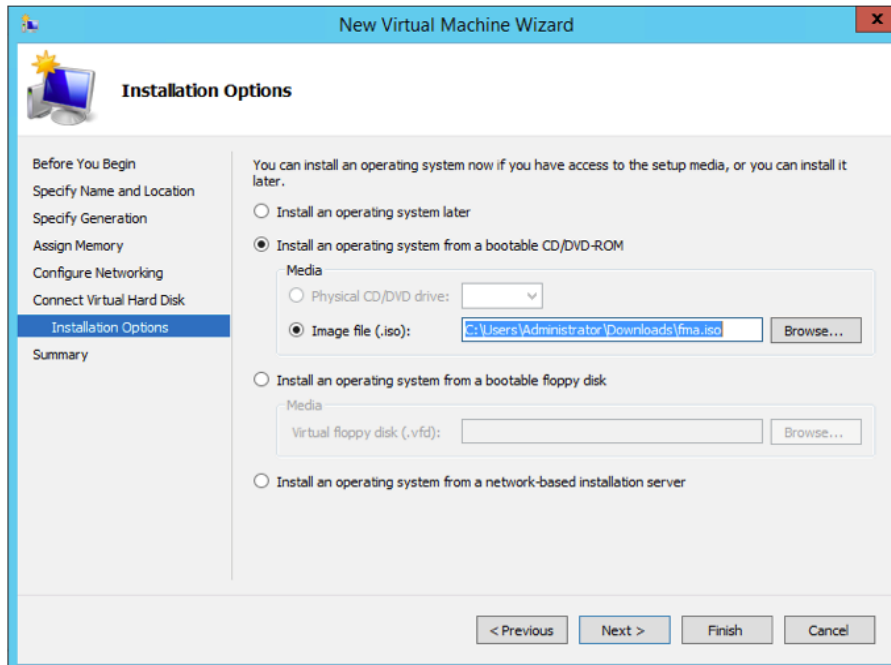 New Virtual Machine Wizard
x
Installation Options
Before You Begin
Specify Name and Location
Specify Generation
Assign Memory
Configure Networking
Connect Virtual Hard Disk
Installation Options
Summary
You can install an operating system now if you have access to the setup media, or you can install it
later.
Install an operating system later
Install an operating system from a bootable CD/DVD-ROM
Media
Physical CD/DVD drive:
Image file (.iso): C:\Users\Administrator\Downloads\fma.iso Browse...
Install an operating system from a bootable floppy disk
Media
Virtual floppy disk (.vfd): Browse...
Install an operating system from a network-based installation server
< Previous Next > Finish Cancel